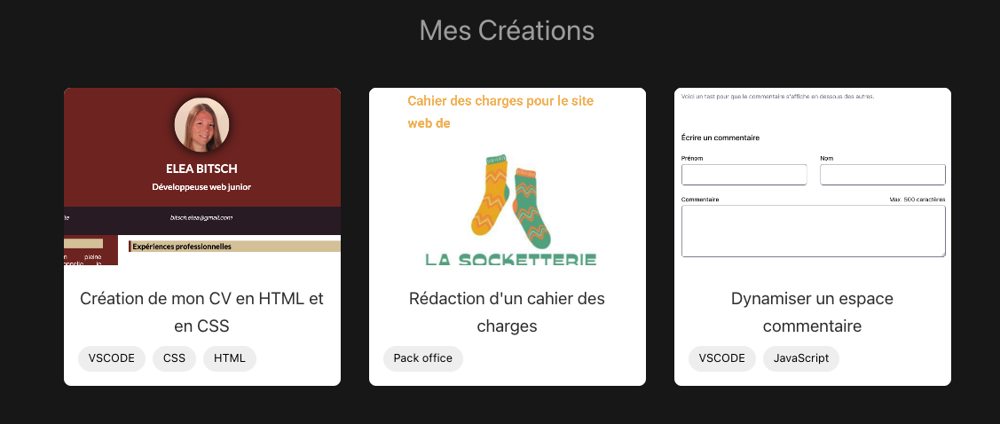 Mes Créations
ELEA BITSCH
Développeuse web junior
bitsch.elea@gmail.com
Expériences professionnelles
pleine
Création de mon CV en HTML et
en CSS
VSCODE
CSS
HTML
Cahier des charges pour le site
web de
LA SOCKETTERIE
Rédaction d'un cahier des
charges
Pack office
Voici un test pour que le commentaire s'affiche en dessous des autres.
Écrire un commentaire
Prénom
Nom
Commentaire
Max. 500 caractères
Dynamiser un espace
commentaire
VSCODE
JavaScript